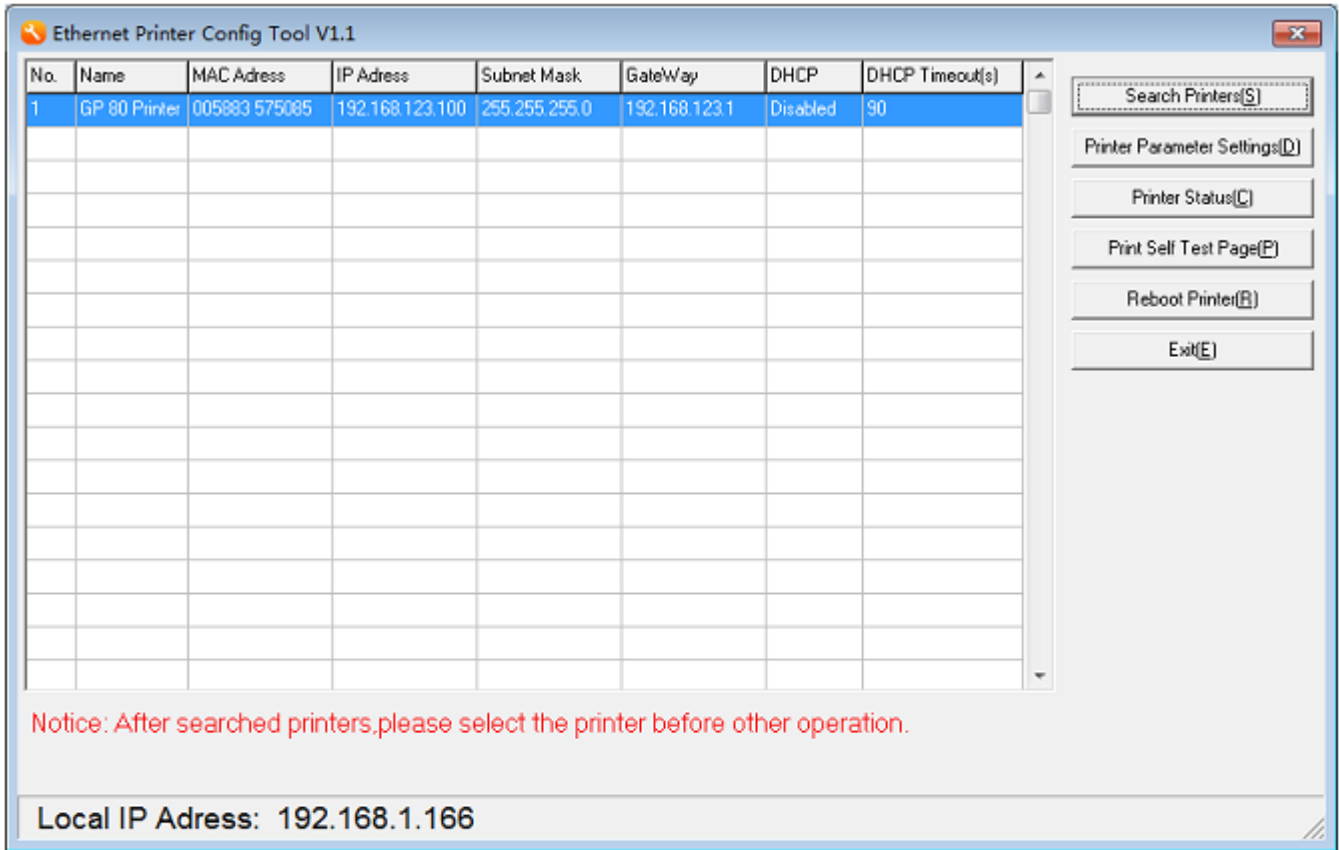 Ethernet Printer Config Tool V1.1
No. Name MAC Adress IP Adress Subnet Mask GateWay DHCP DHCP Timeout(s)
1 GP 80 Printer 005883 575085 192.168.123.100 255.255.255.0 192.168.123.1 Disabled 90
Search Printers(S)
Printer Parameter Settings(D)
Printer Status(C)
Print Self Test Page(P)
Reboot Printer(R)
Exit(E)
Notice: After searched printers,please select the printer before other operation.
Local IP Adress: 192.168.1.166